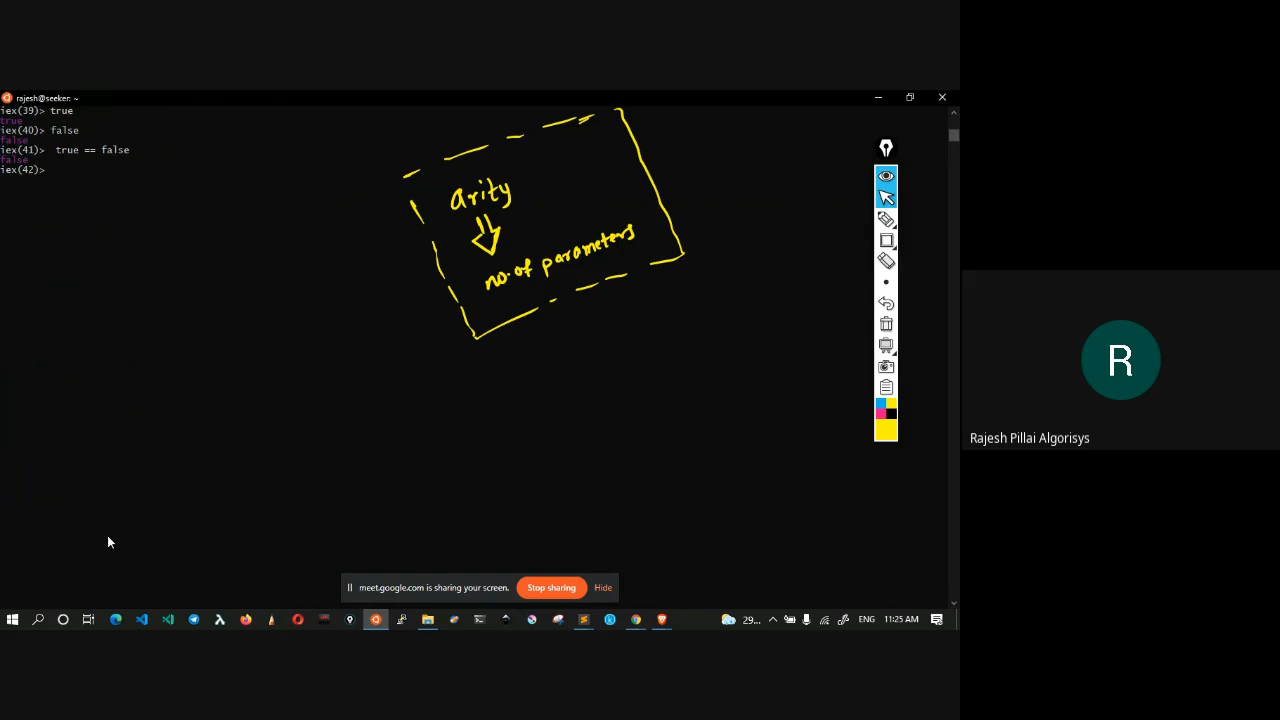 rajesh@seeker: ~
iex(39)> true
true
iex(40)> false
false
iex(41)>  true == false
false
iex(42)>
arity
no. of parameters
R
Rajesh Pillai Algorisys
meet.google.com is sharing your screen.
Stop sharing
Hide
29...
ENG
11:25 AM